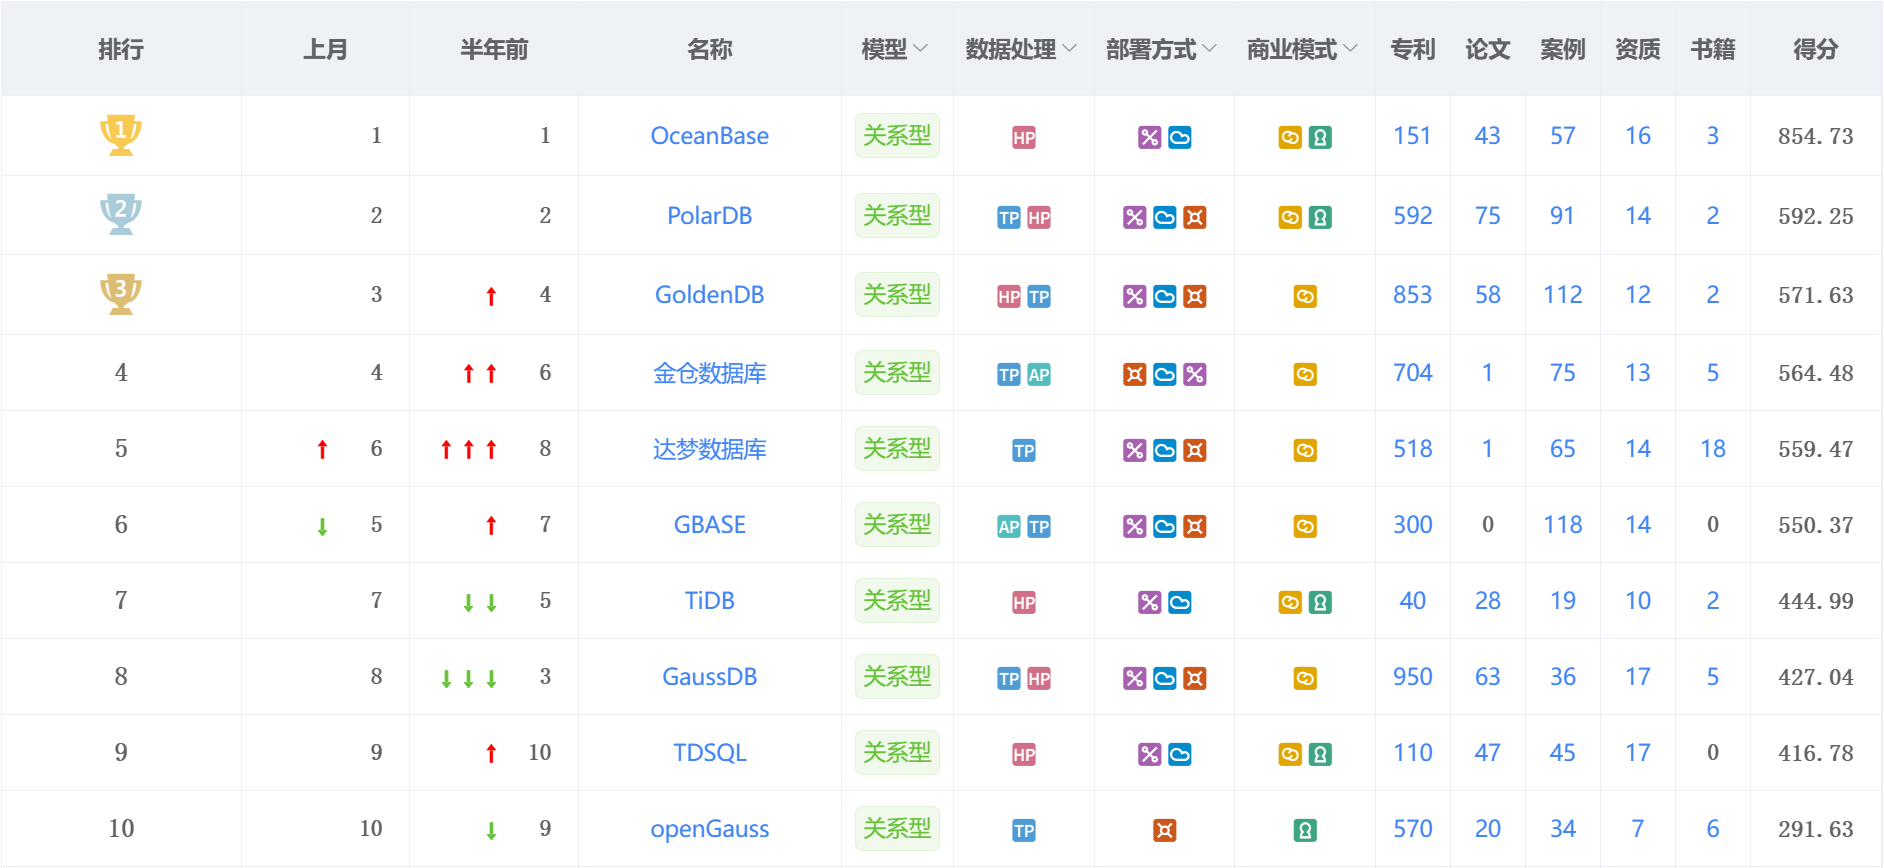 排行 上月 半年前 名称 模型 数据处理 部署方式 商业模式 专利 论文 案例 资质 书籍 得分
1 1 1 OceanBase 关系型 HP 151 43 57 16 3 854.73
2 2 2 PolarDB 关系型 TP HP 592 75 91 14 2 592.25
3 3 ↑ 4 GoldenDB 关系型 HP TP 853 58 112 12 2 571.63
4 4 ↑ ↑ 6 金仓数据库 关系型 TP AP 704 1 75 13 5 564.48
5 ↑ 6 ↑ ↑ ↑ 8 达梦数据库 关系型 TP 518 1 65 14 18 559.47
6 ↓ 5 ↑ 7 GBASE 关系型 AP TP 300 0 118 14 0 550.37
7 7 ↓ ↓ 5 TiDB 关系型 HP 40 28 19 10 2 444.99
8 8 ↓ ↓ ↓ 3 GaussDB 关系型 TP HP 950 63 36 17 5 427.04
9 9 ↑ 10 TDSQL 关系型 HP 110 47 45 17 0 416.78
10 10 ↓ 9 openGauss 关系型 TP 570 20 34 7 6 291.63